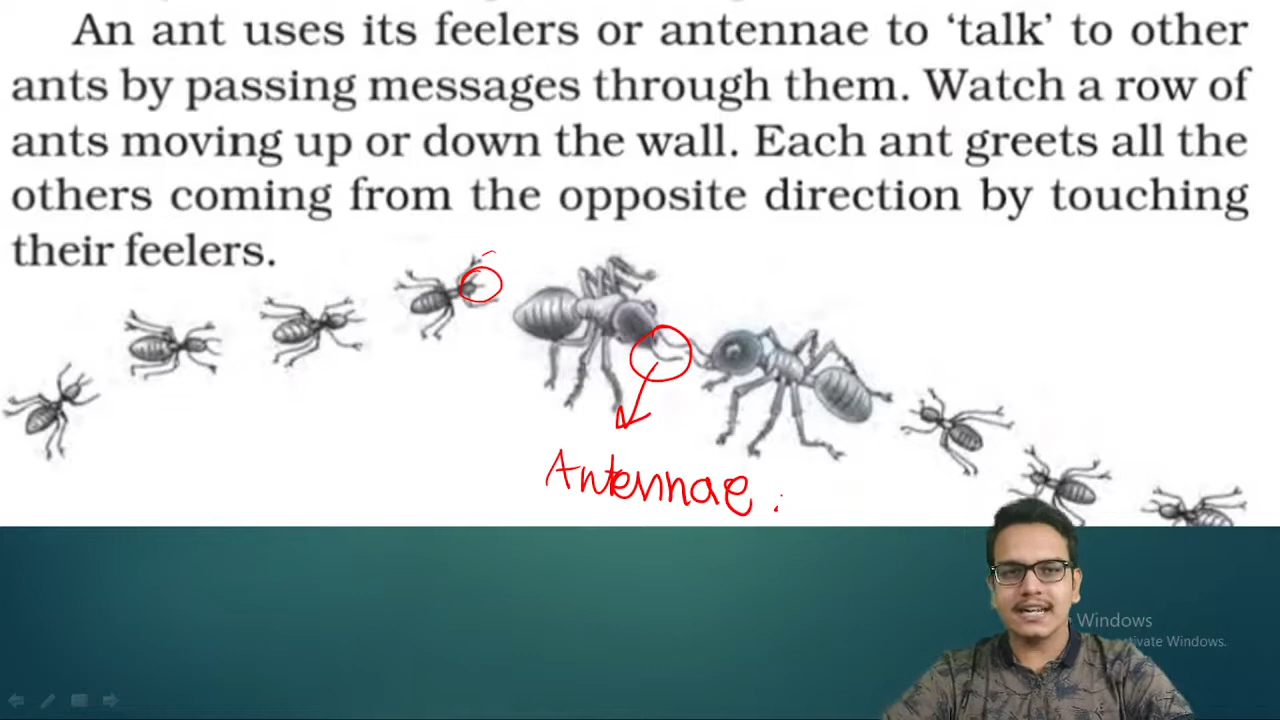 An ant uses its feelers or antennae to ‘talk’ to other
ants by passing messages through them. Watch a row of
ants moving up or down the wall. Each ant greets all the
others coming from the opposite direction by touching
their feelers.
Antennae.
Windows
tivate Windows.